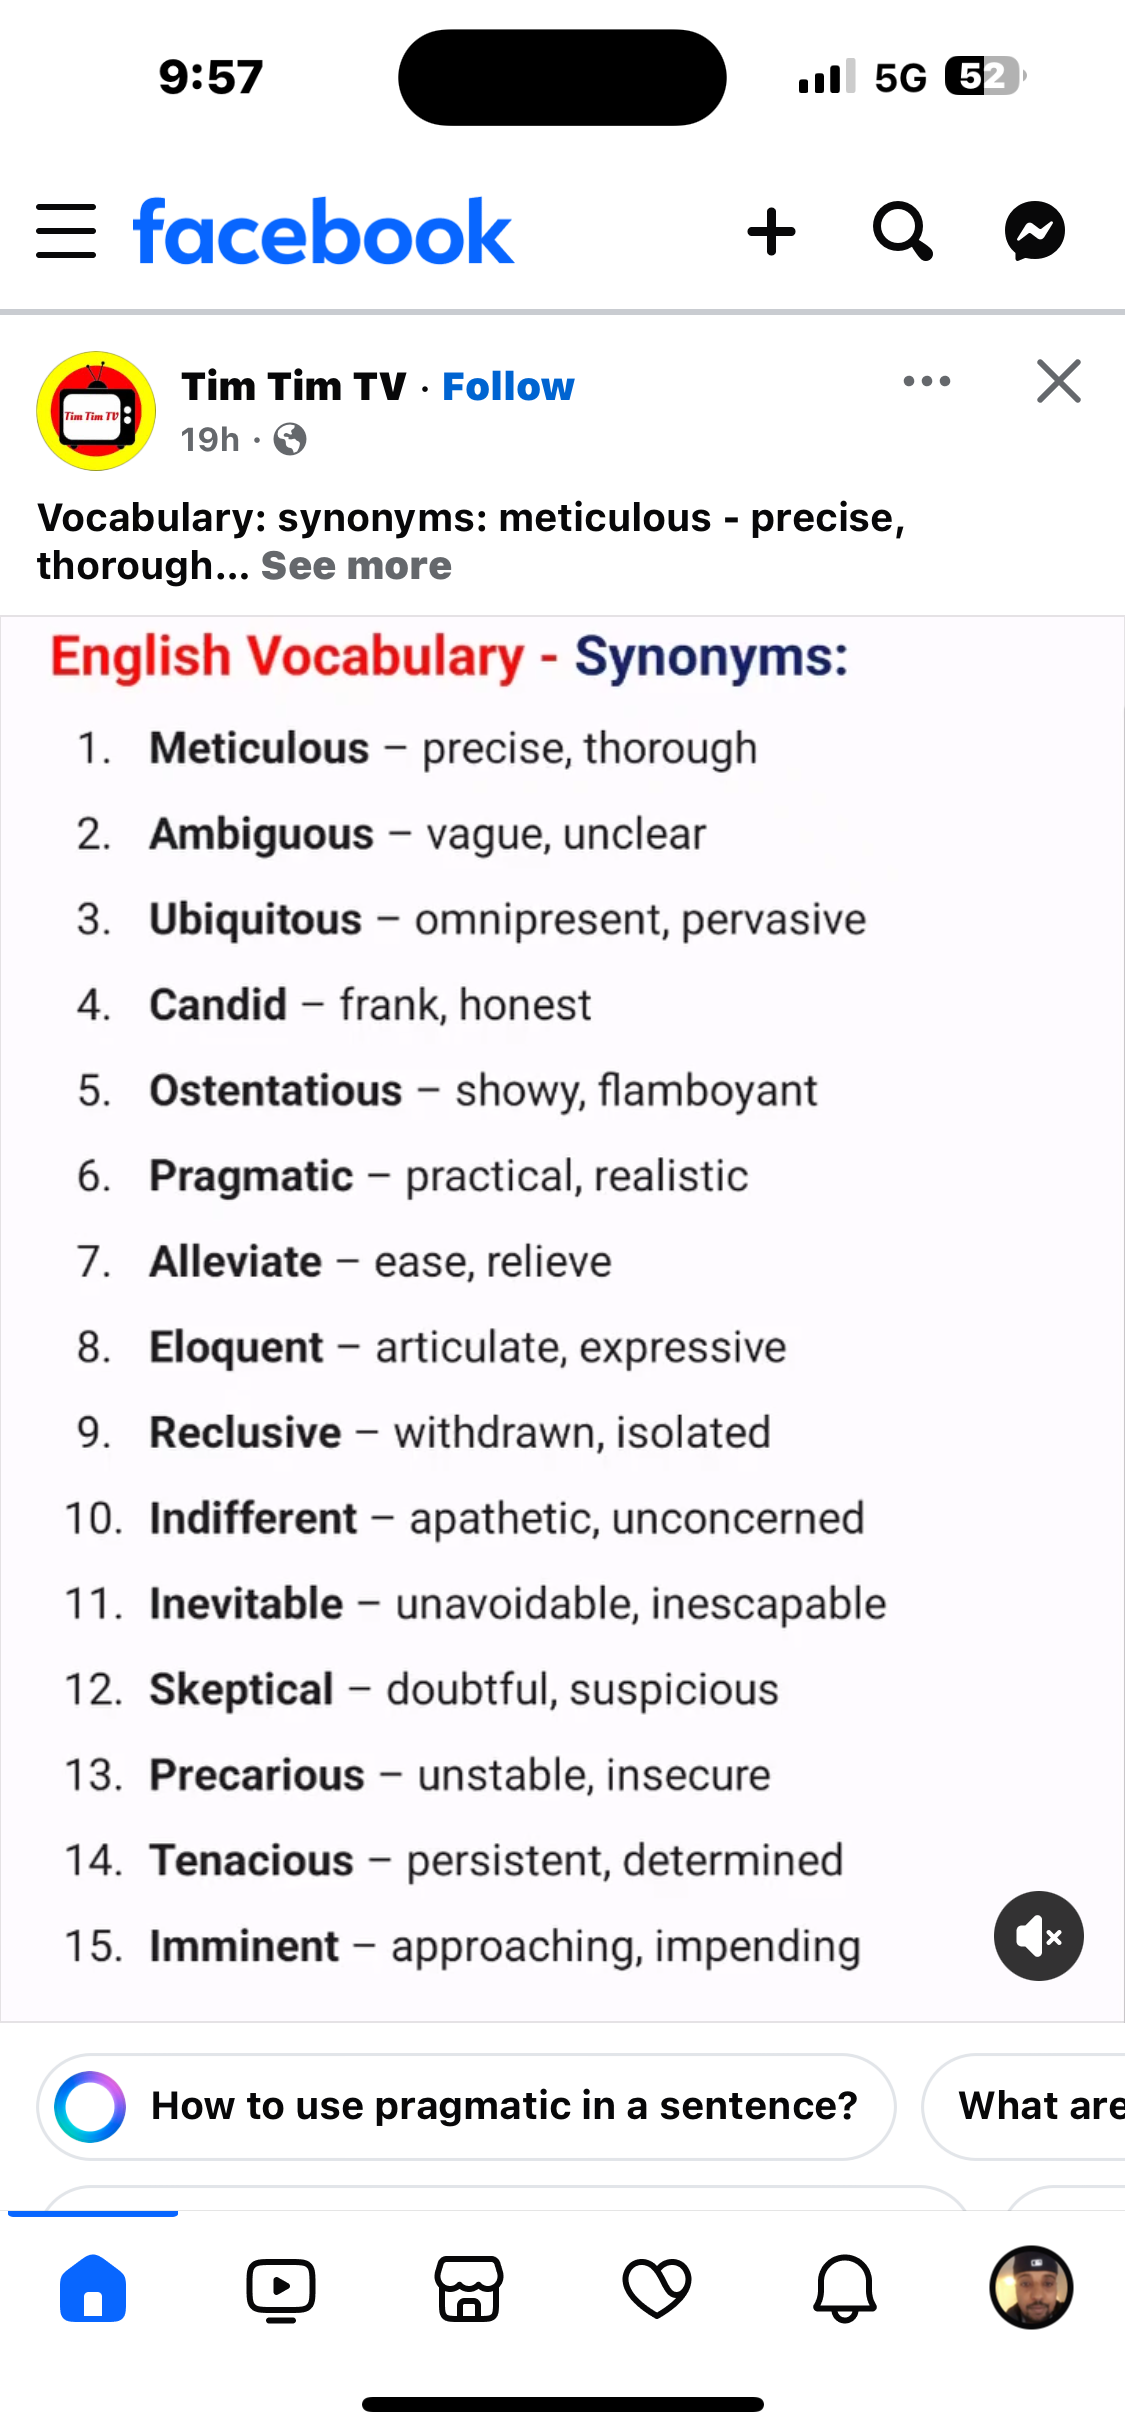 9:57
5G 52
facebook
Tim Tim TV
Tim Tim TV · Follow
19h ·
Vocabulary: synonyms: meticulous - precise,
thorough... See more
English Vocabulary - Synonyms:
1. Meticulous – precise, thorough
2. Ambiguous – vague, unclear
3. Ubiquitous – omnipresent, pervasive
4. Candid – frank, honest
5. Ostentatious – showy, flamboyant
6. Pragmatic – practical, realistic
7. Alleviate – ease, relieve
8. Eloquent – articulate, expressive
9. Reclusive – withdrawn, isolated
10. Indifferent – apathetic, unconcerned
11. Inevitable – unavoidable, inescapable
12. Skeptical – doubtful, suspicious
13. Precarious – unstable, insecure
14. Tenacious – persistent, determined
15. Imminent – approaching, impending
How to use pragmatic in a sentence? What are